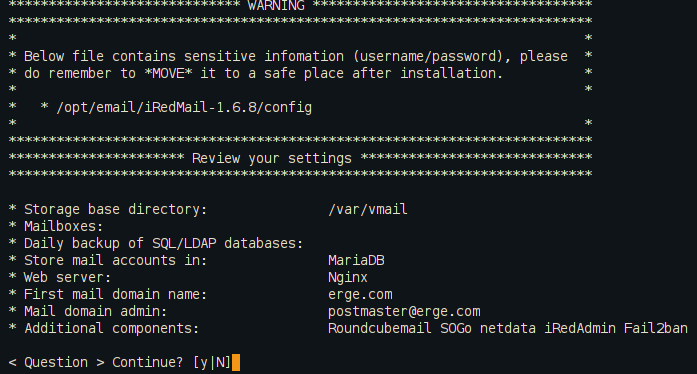 ***************************** WARNING ***********************************
*************************************************************************
*                                                                       *
* Below file contains sensitive infomation (username/password), please  *
* do remember to *MOVE* it to a safe place after installation.          *
*                                                                       *
*   * /opt/email/iRedMail-1.6.8/config
*                                                                       *
*************************************************************************
********************** Review your settings *****************************
*************************************************************************
* Storage base directory:               /var/vmail
* Mailboxes:
* Daily backup of SQL/LDAP databases:
* Store mail accounts in:               MariaDB
* Web server:                           Nginx
* First mail domain name:               erge.com
* Mail domain admin:                    postmaster@erge.com
* Additional components:                Roundcubemail SOGo netdata iRedAdmin Fail2ban
< Question > Continue? [y|N]